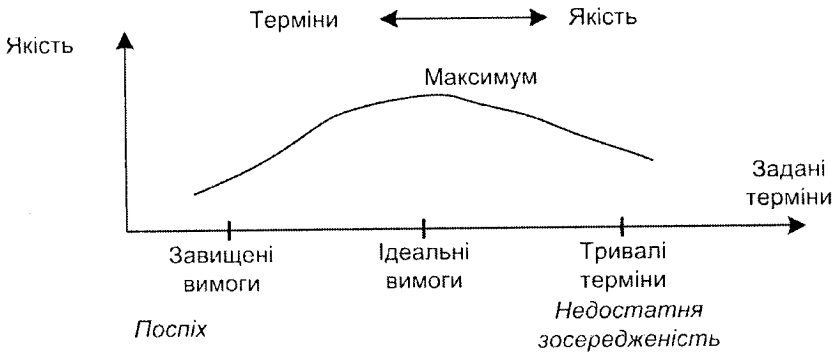 Терміни Якість
Якість
Максимум
Задані
терміни
Завищені
вимоги
Ідеальні
вимоги
Тривалі
терміни
Поспіх
Недостатня
зосередженість